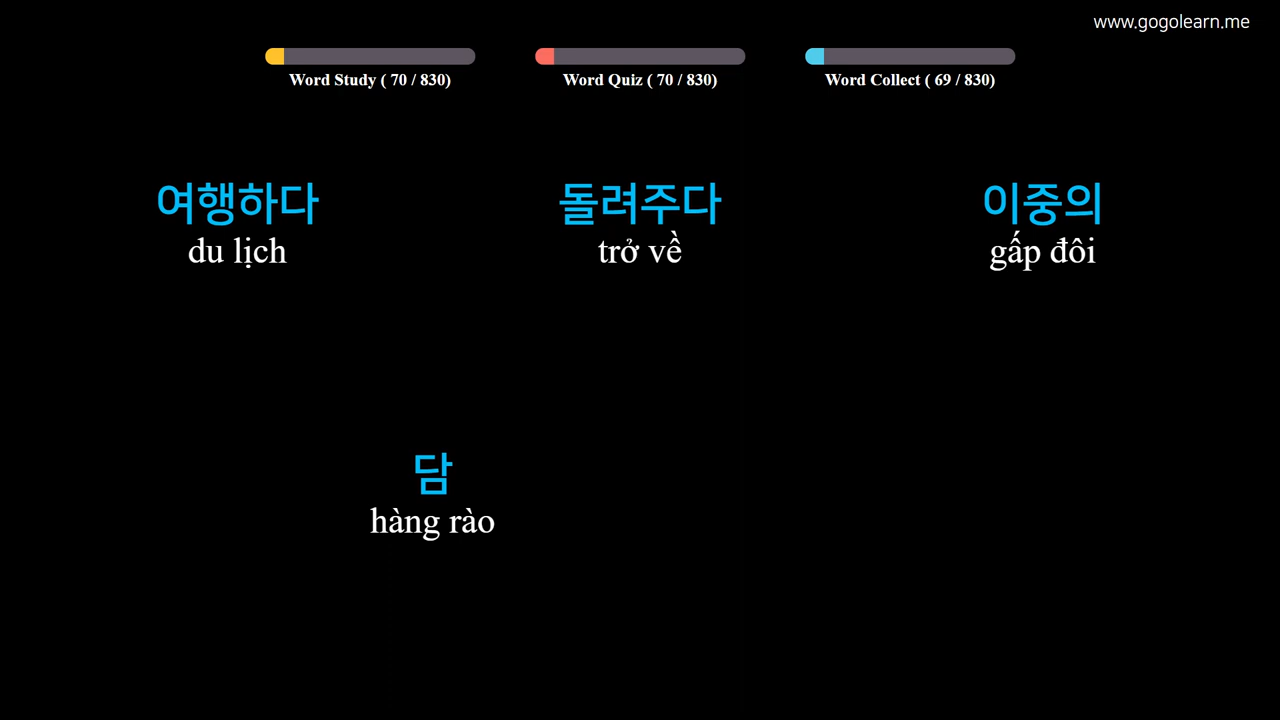 www.gogolearn.me
Word Study ( 70 / 830)
Word Quiz ( 70 / 830)
Word Collect ( 69 / 830)
여행하다
du lịch
돌려주다
trở về
이중의
gấp đôi
담
hàng rào